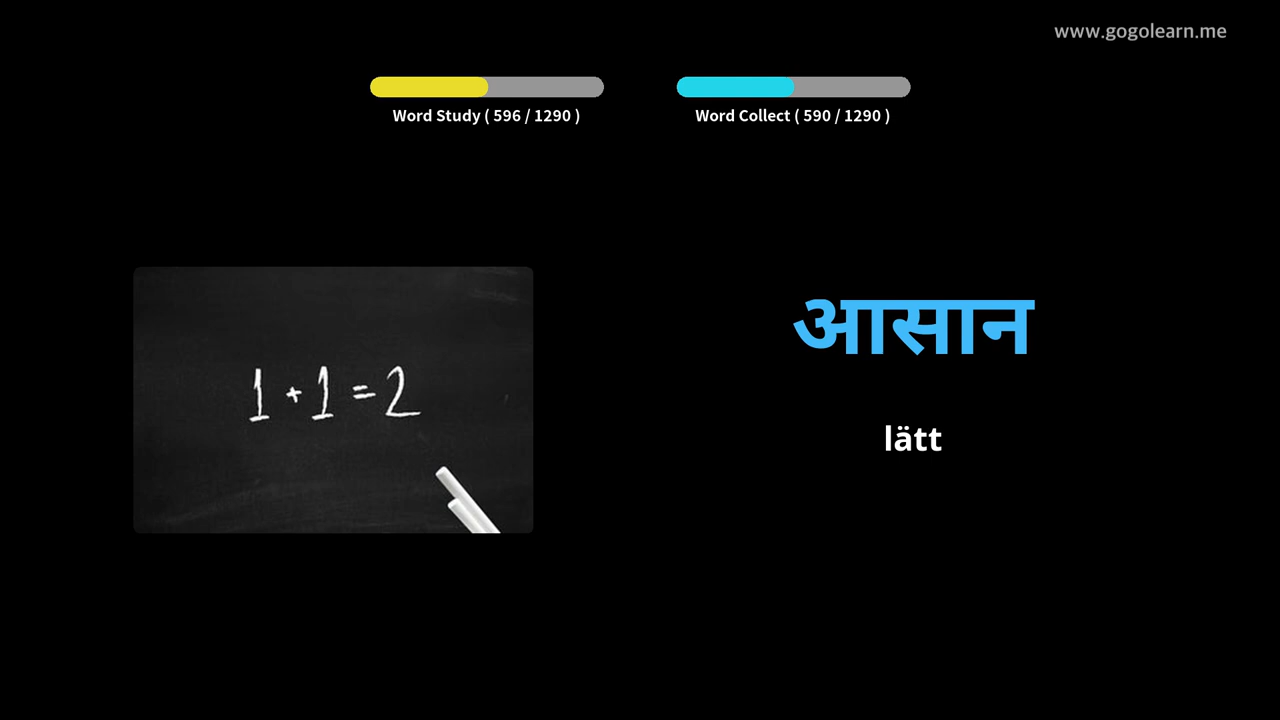 www.gogolearn.me
Word Study ( 596 / 1290 )
Word Collect ( 590 / 1290 )
1 + 1 = 2
आसान
lätt